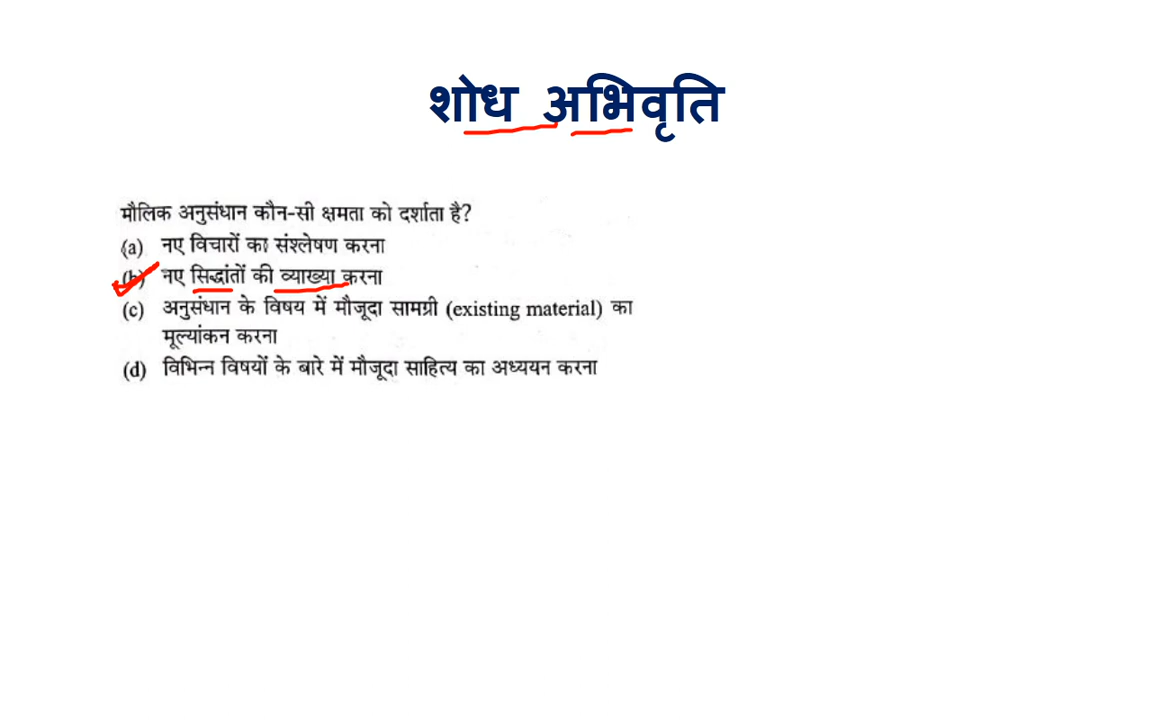 शोध अभिवृति
मौलिक अनुसंधान कौन-सी क्षमता को दर्शाता है?
(a) नए विचारों का संश्लेषण करना
(b) नए सिद्धांतों की व्याख्या करना
(c) अनुसंधान के विषय में मौजूदा सामग्री (existing material) का
मूल्यांकन करना
(d) विभिन्न विषयों के बारे में मौजूदा साहित्य का अध्ययन करना